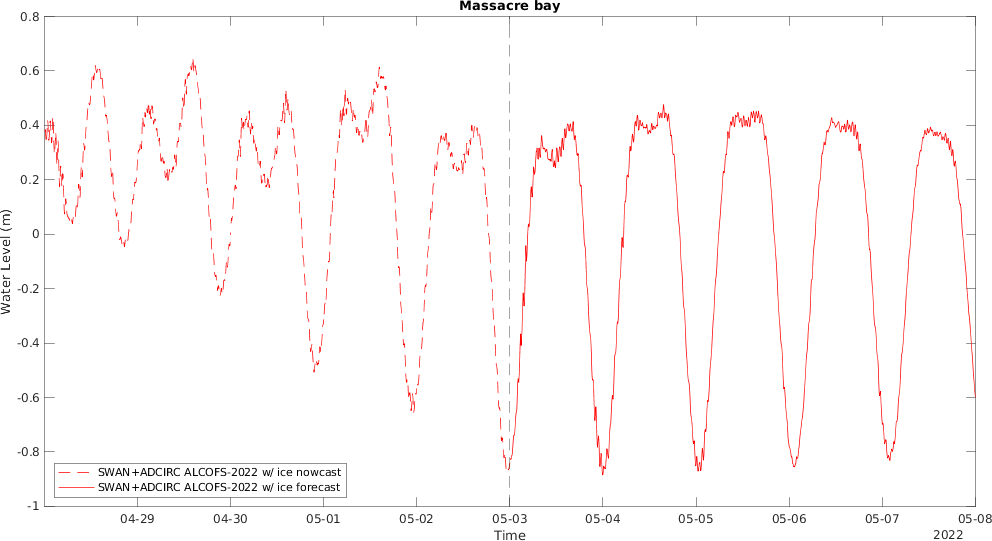 Massacre bay
0.8
0.6
0.4
0.2
0
-0.2
-0.4
-0.6
-0.8
-1
Water Level (m)
SWAN+ADCIRC ALCOFS-2022 w/ ice nowcast
SWAN+ADCIRC ALCOFS-2022 w/ ice forecast
04-29 04-30 05-01 05-02 05-03 05-04 05-05 05-06 05-07 05-08
Time
2022